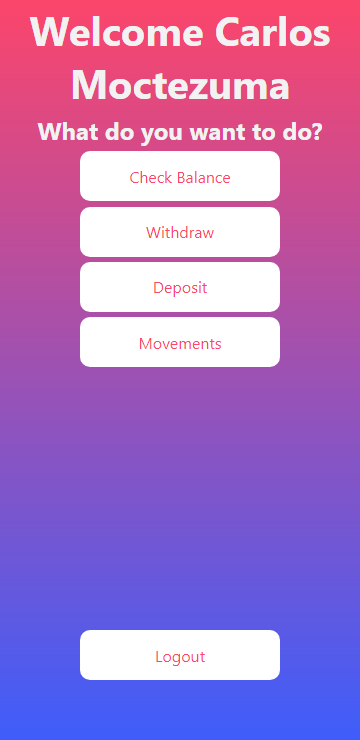 Welcome Carlos
Moctezuma
What do you want to do?
Check Balance
Withdraw
Deposit
Movements
Logout